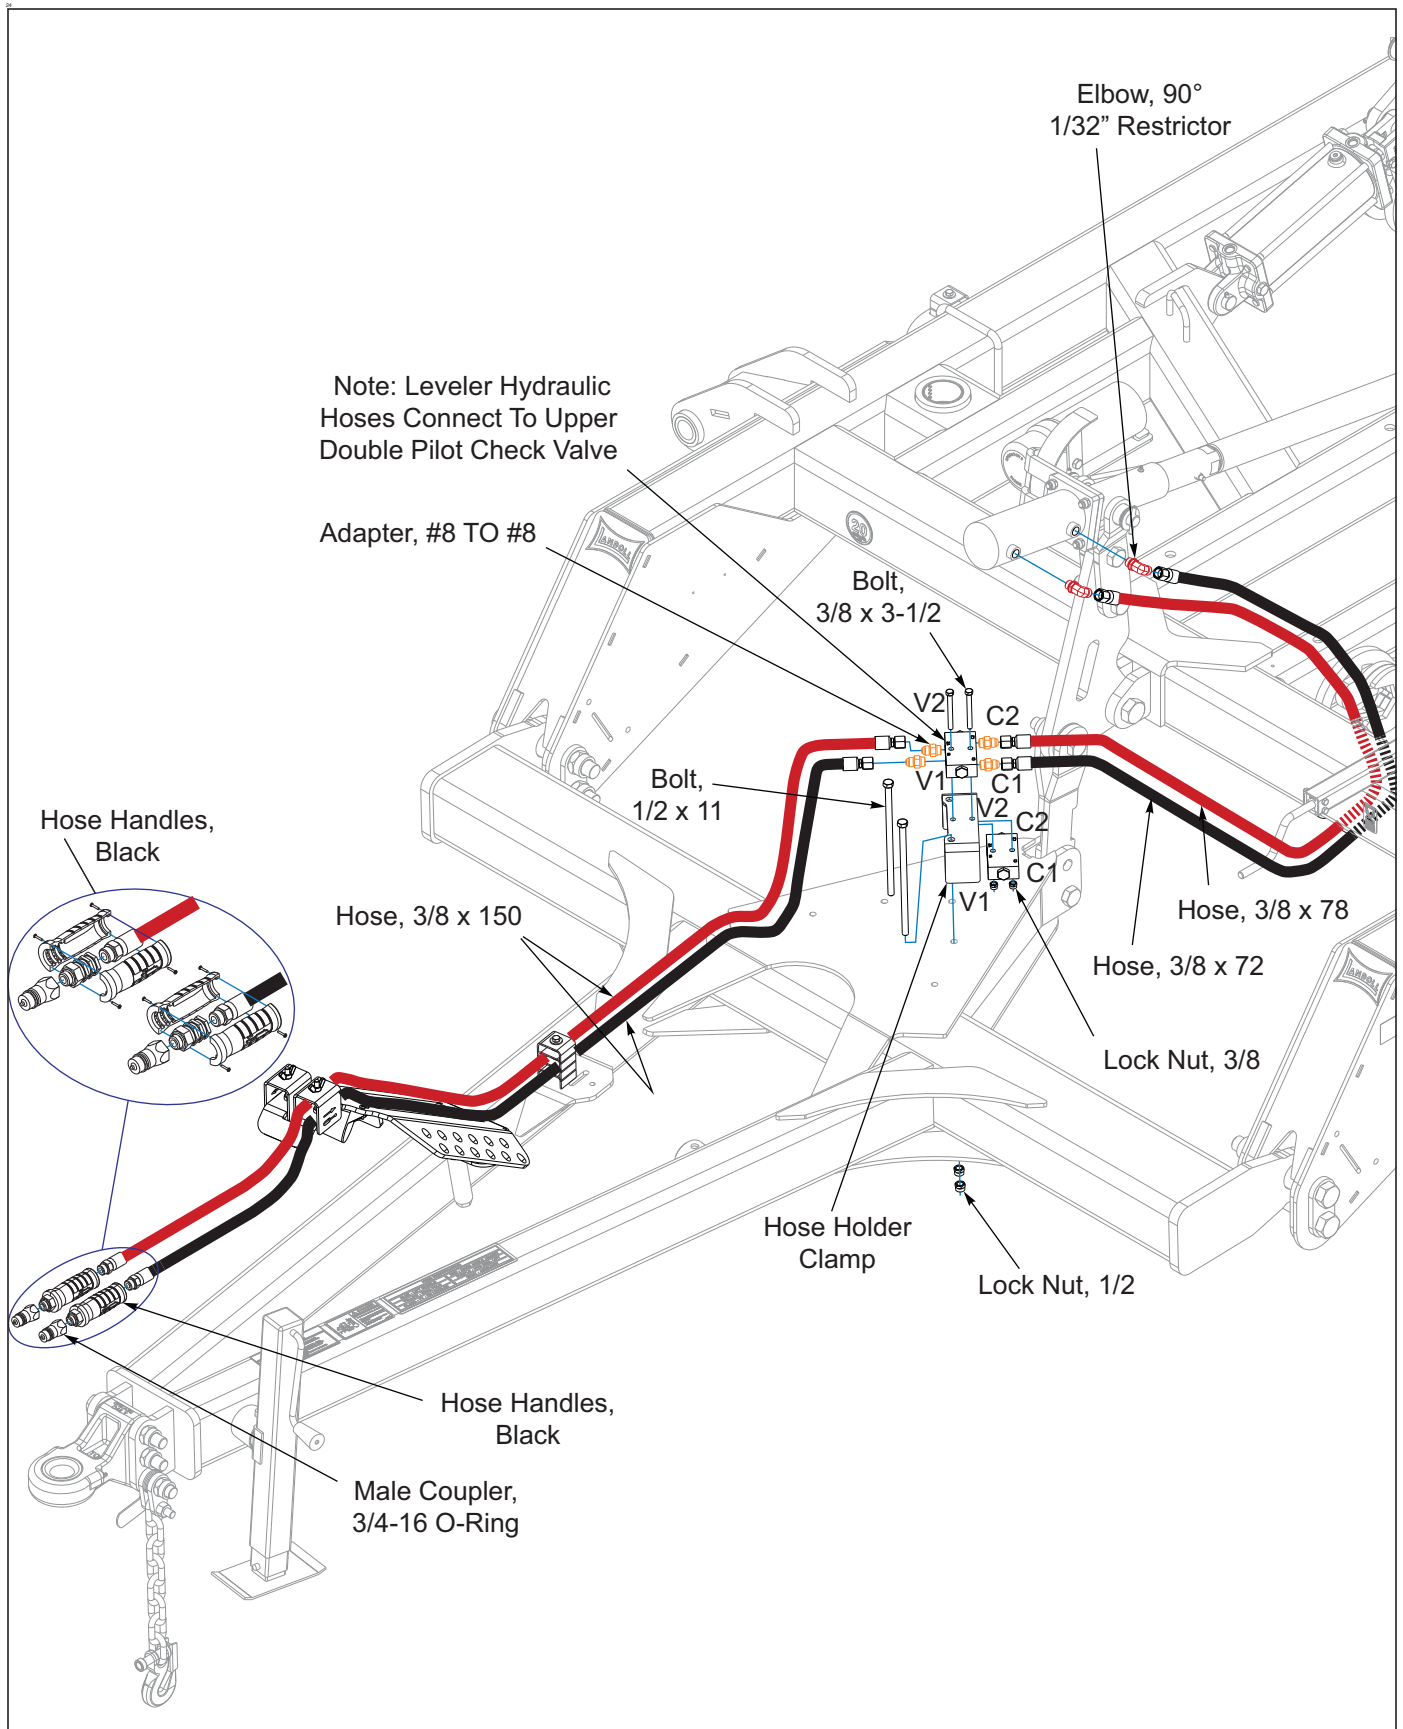 Elbow, 90°
1/32” Restrictor
Note: Leveler Hydraulic
Hoses Connect To Upper
Double Pilot Check Valve
Adapter, #8 TO #8
Bolt,
3/8 x 3-1/2
20
LANDOLL
V2
C2
V1
C1
Bolt,
1/2 x 11
V2
C2
C1
V1
Hose Handles,
Black
Hose, 3/8 x 150
Hose, 3/8 x 78
Hose, 3/8 x 72
LANDOLL
Lock Nut, 3/8
Hose Holder
Clamp
Lock Nut, 1/2
Hose Handles,
Black
Male Coupler,
3/4-16 O-Ring